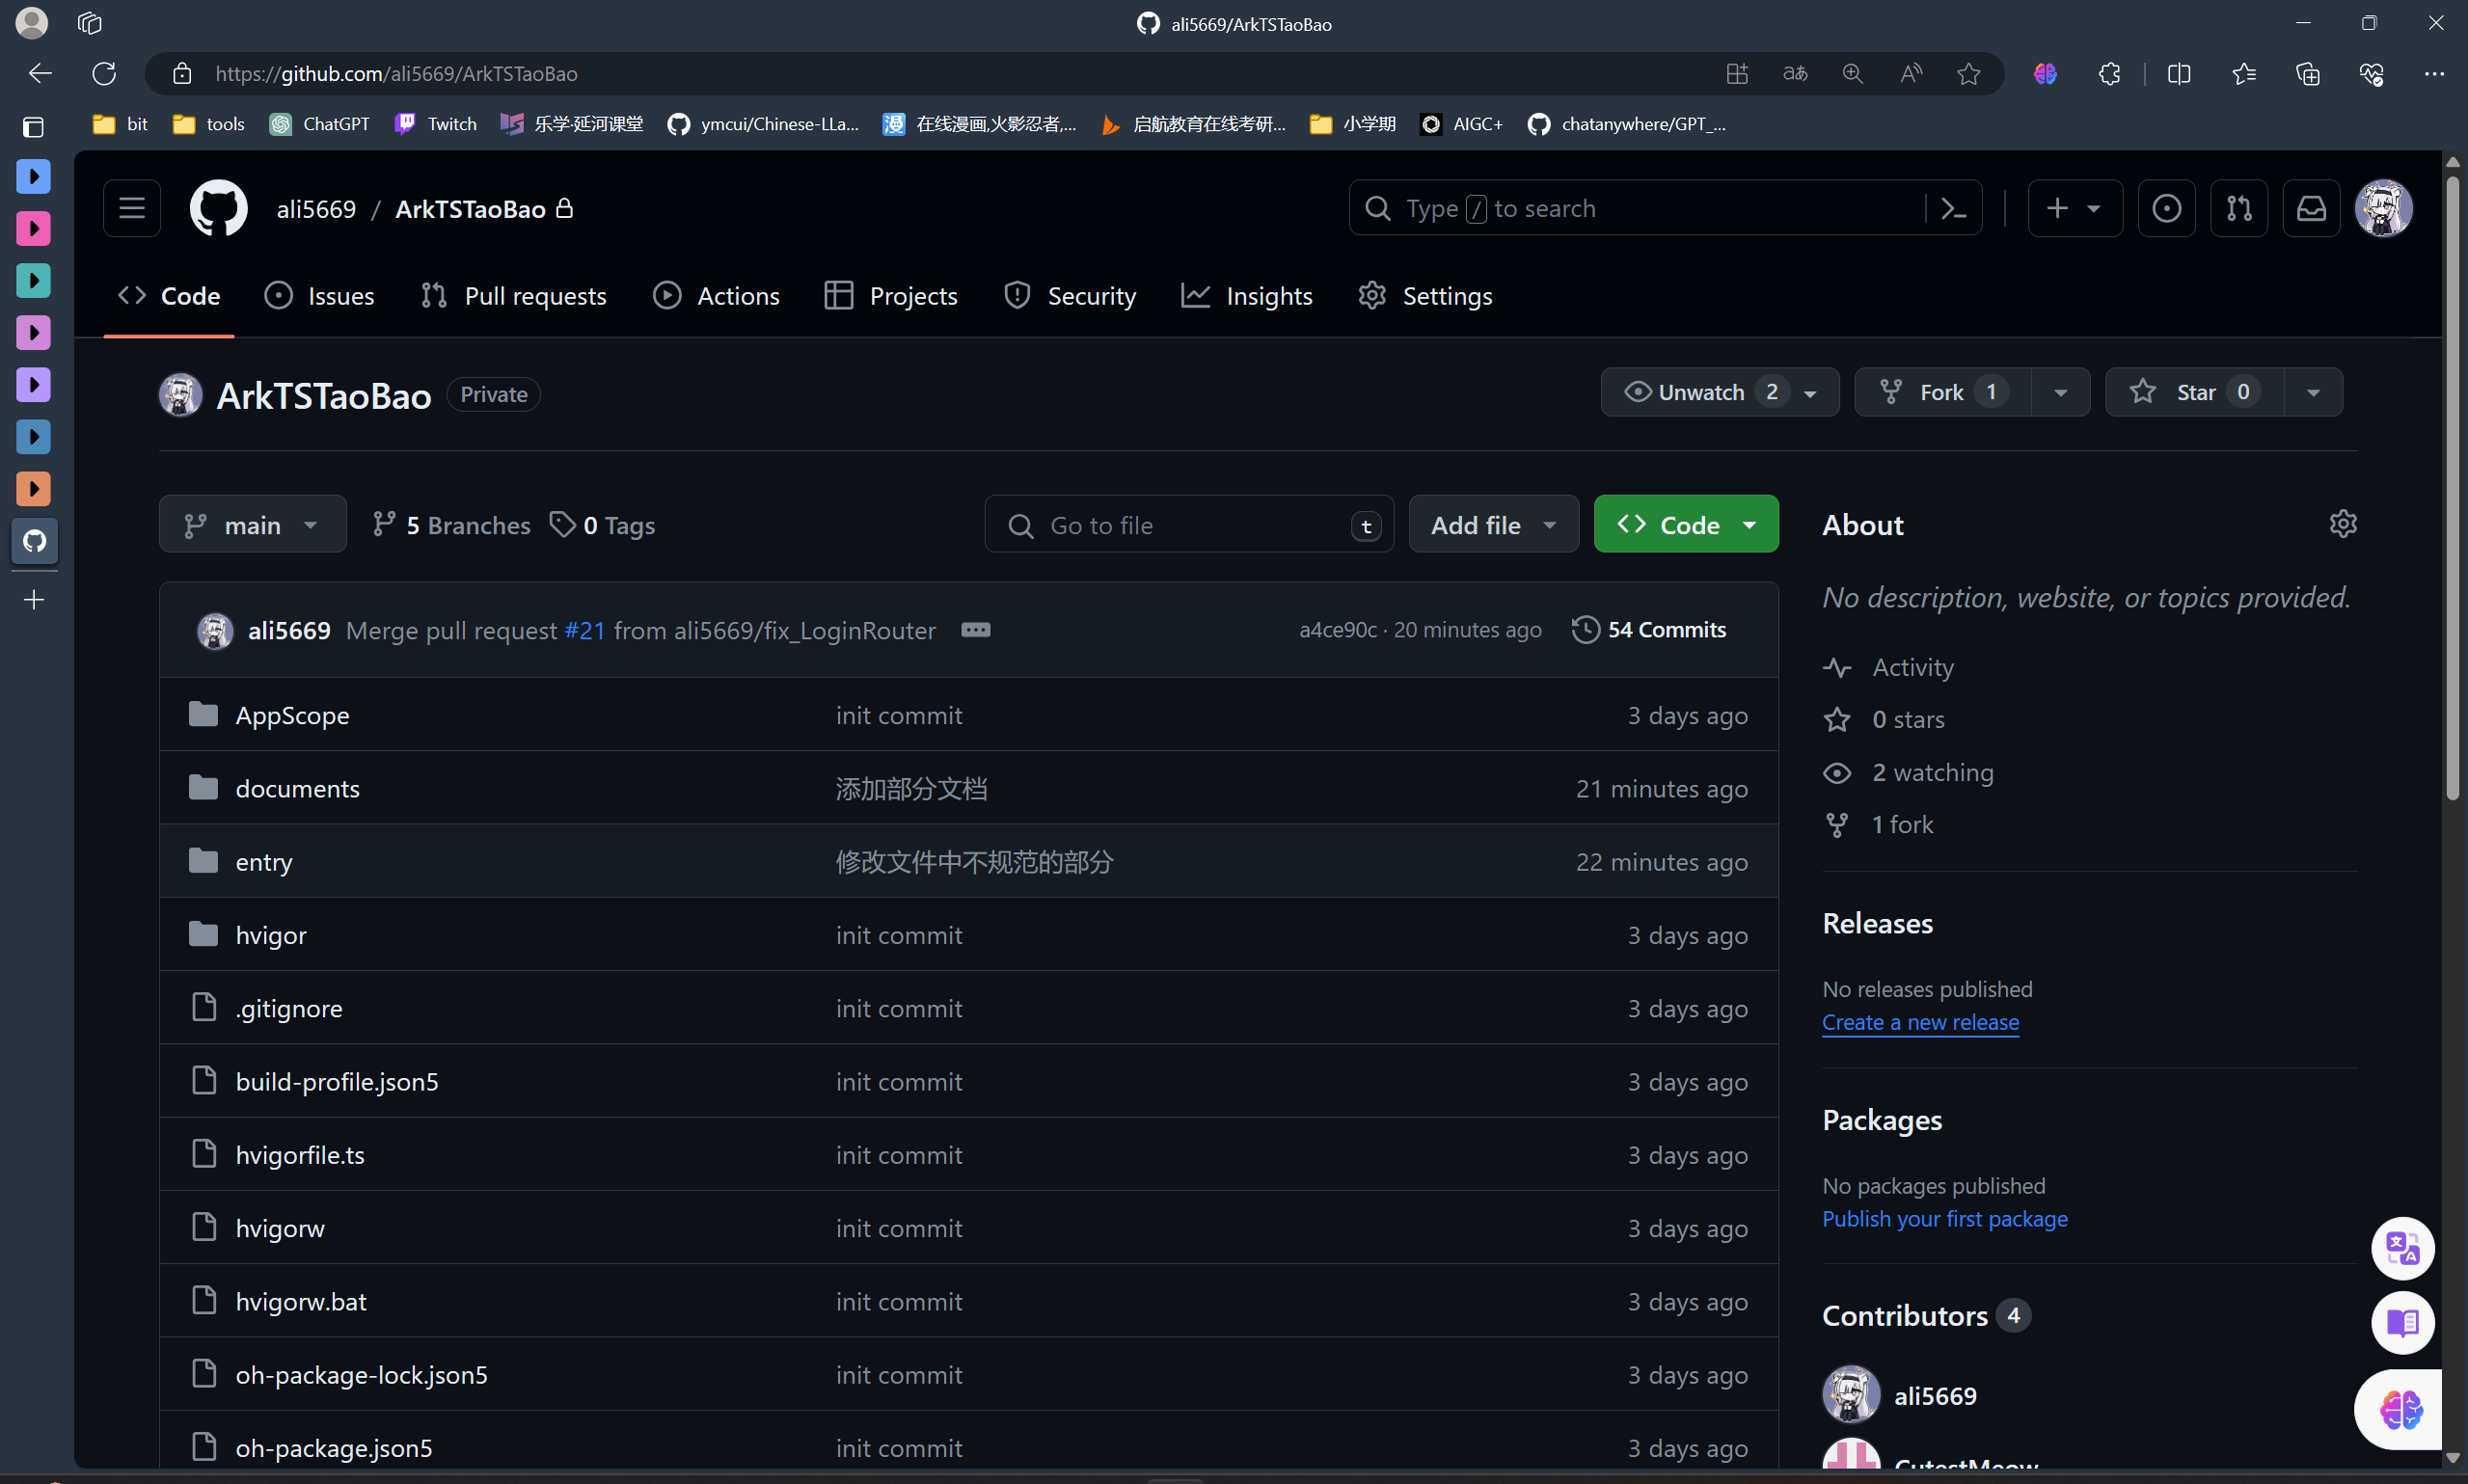 ali5669/ArkTSTaoBao
https://github.com/ali5669/ArkTSTaoBao
bit tools ChatGPT Twitch 乐学·延河课堂 ymcui/Chinese-LLa... 在线漫画,火影忍者,... 启航教育在线考研... 小学期 AIGC+ chatanywhere/GPT_...
ali5669 / ArkTSTaoBao
Type / to search
Code Issues Pull requests Actions Projects Security Insights Settings
ArkTSTaoBao Private
Unwatch 2 Fork 1 Star 0
main 5 Branches 0 Tags
Go to file t Add file Code
ali5669 Merge pull request #21 from ali5669/fix_LoginRouter
a4ce90c · 20 minutes ago 54 Commits
AppScope init commit 3 days ago
documents 添加部分文档 21 minutes ago
entry 修改文件中不规范的部分 22 minutes ago
hvigor init commit 3 days ago
.gitignore init commit 3 days ago
build-profile.json5 init commit 3 days ago
hvigorfile.ts init commit 3 days ago
hvigorw init commit 3 days ago
hvigorw.bat init commit 3 days ago
oh-package-lock.json5 init commit 3 days ago
oh-package.json5 init commit 3 days ago
About
No description, website, or topics provided.
Activity
0 stars
2 watching
1 fork
Releases
No releases published
Create a new release
Packages
No packages published
Publish your first package
Contributors 4
ali5669
CutestMeow